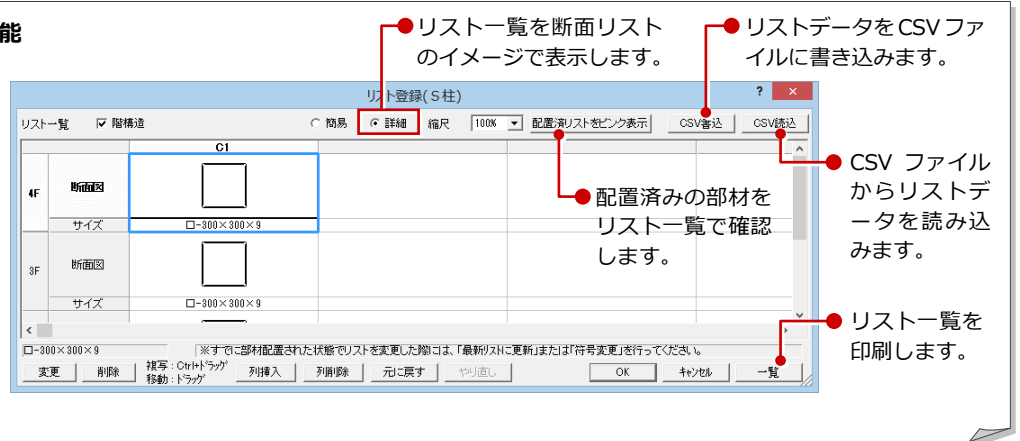 能
リスト一覧を断面リスト
のイメージで表示します。
リストデータをCSVファ
イルに書き込みます。
リスト登録(S柱)
? ×
リスト一覧 階構造 簡易 詳細 縮尺 100% 配置済リストをピンク表示 CSV書込 CSV読込
C1
4F 断面図
サイズ □-300×300×9
3F 断面図
サイズ □-300×300×9
配置済みの部材を
リスト一覧で確認
します。
CSV ファイル
からリストデ
ータを読み込
みます。
リスト一覧を
印刷します。
□-300×300×9 ※すでに部材配置された状態でリストを変更した際には、「最新リストに更新」または「符号変更」を行ってください。
変更 削除 複写：Ctrl+ドラッグ 列挿入 列削除 元に戻す やり直し OK キャンセル 一覧
移動：ドラッグ